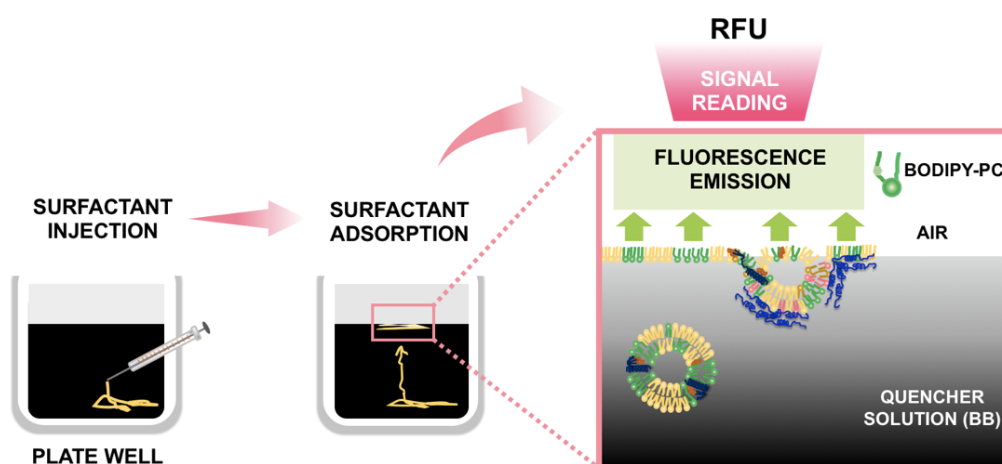 RFU
SIGNAL
READING
FLUORESCENCE
EMISSION
BODIPY-PC
AIR
SURFACTANT
INJECTION
SURFACTANT
ADSORPTION
QUENCHER
SOLUTION (BB)
PLATE WELL